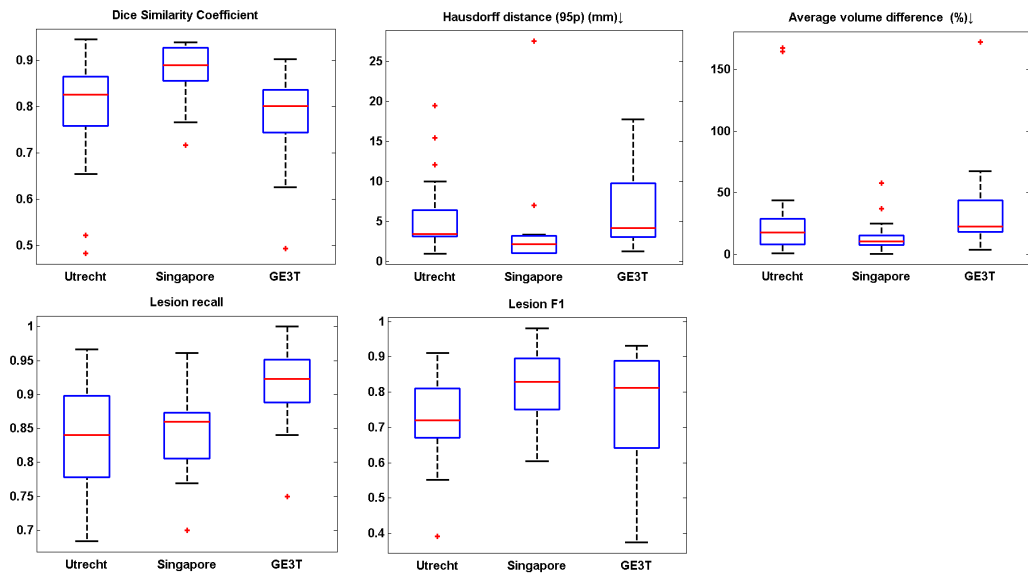 Dice Similarity Coefficient
0.9
0.8
0.7
0.6
0.5
Utrecht Singapore GE3T
Hausdorff distance (95p) (mm)↓
25
20
15
10
5
0
Utrecht Singapore GE3T
Average volume difference (%)↓
150
100
50
0
Utrecht Singapore GE3T
Lesion recall
1
0.95
0.9
0.85
0.8
0.75
0.7
Utrecht Singapore GE3T
Lesion F1
1
0.9
0.8
0.7
0.6
0.5
0.4
Utrecht Singapore GE3T